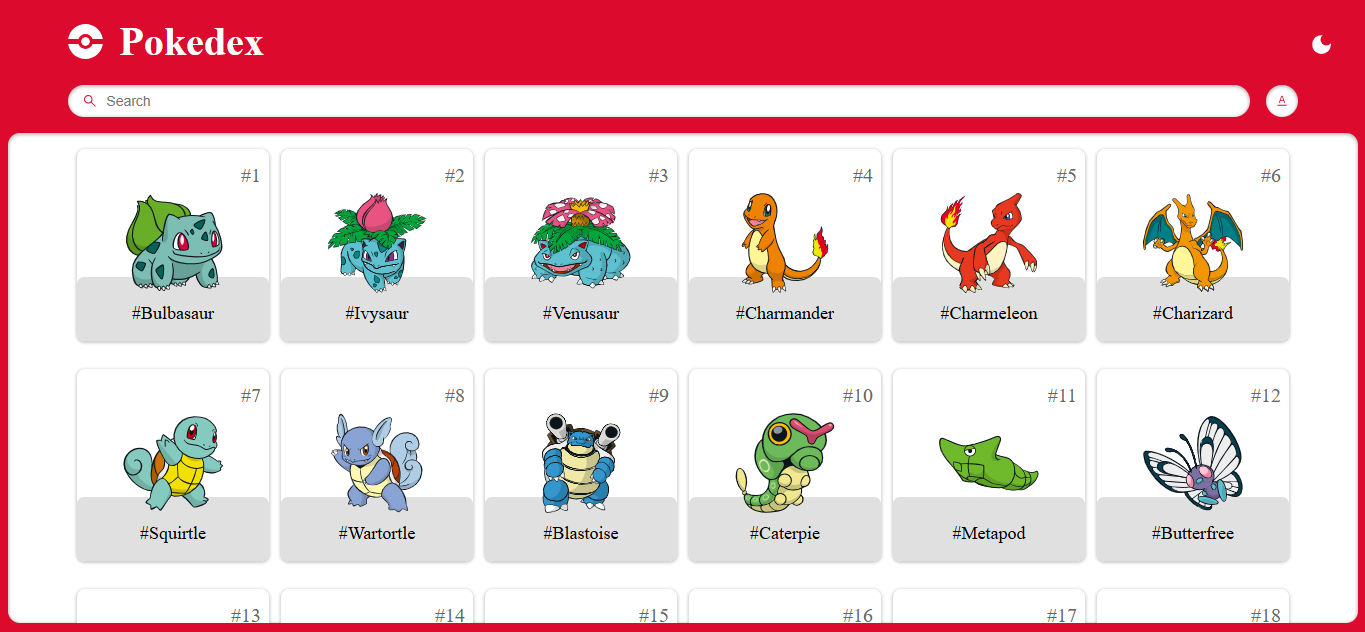 Pokedex
Search
A
#1 #2 #3 #4 #5 #6
#Bulbasaur #Ivysaur #Venusaur #Charmander #Charmeleon #Charizard
#7 #8 #9 #10 #11 #12
#Squirtle #Wartortle #Blastoise #Caterpie #Metapod #Butterfree
#13 #14 #15 #16 #17 #18